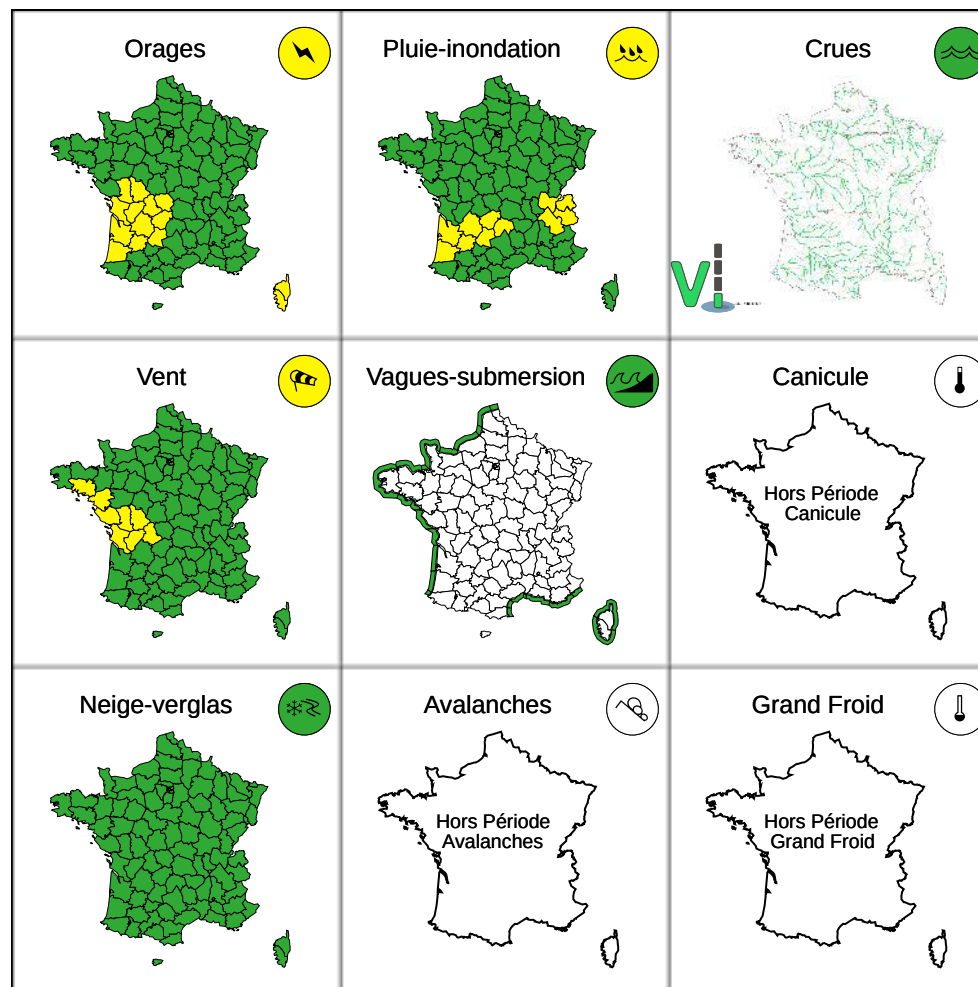 Orages
Pluie-inondation
Crues
Vi
Vent
Vagues-submersion
Canicule
Hors Période
Canicule
Neige-verglas
Avalanches
Hors Période
Avalanches
Grand Froid
Hors Période
Grand Froid